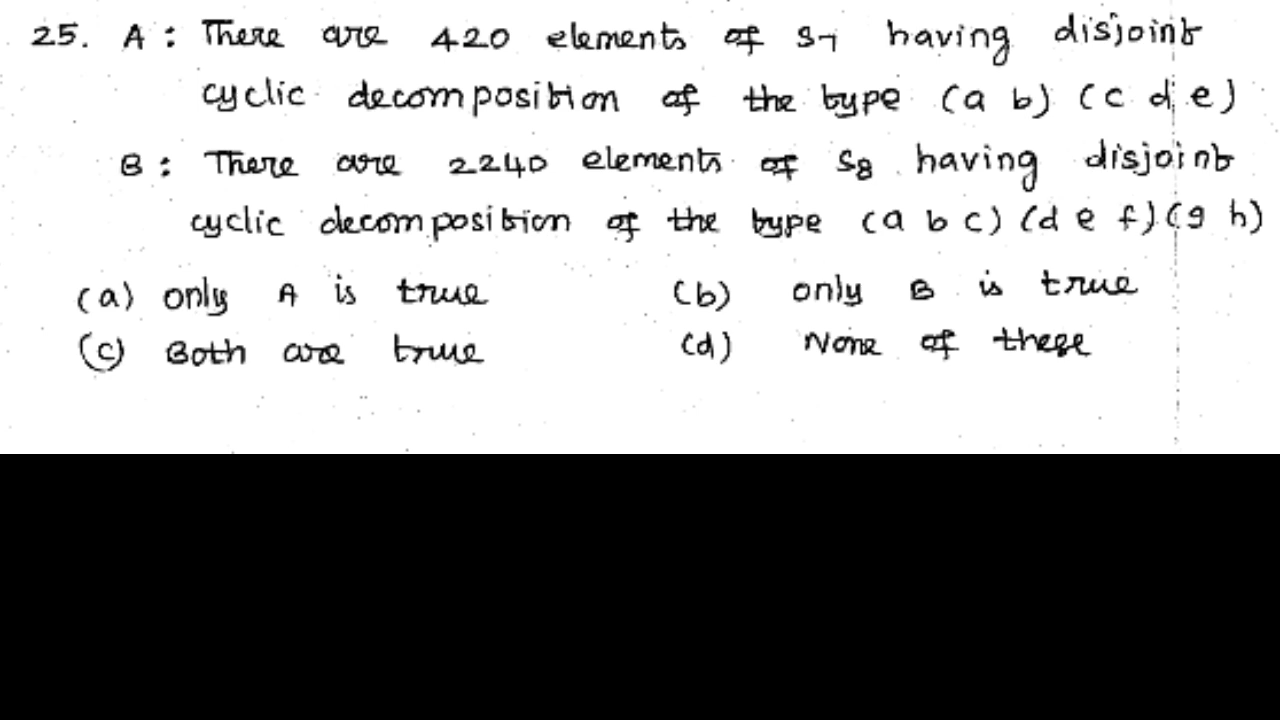 25. A : There are 420 elements of S7 having disjoint
cyclic decomposition of the type (a b) (c d e)
B : There are 2240 elements of S8 having disjoint
cyclic decomposition of the type (a b c) (d e f) (g h)
(a) only A is true (b) only B is true
(c) Both are true (d) None of these